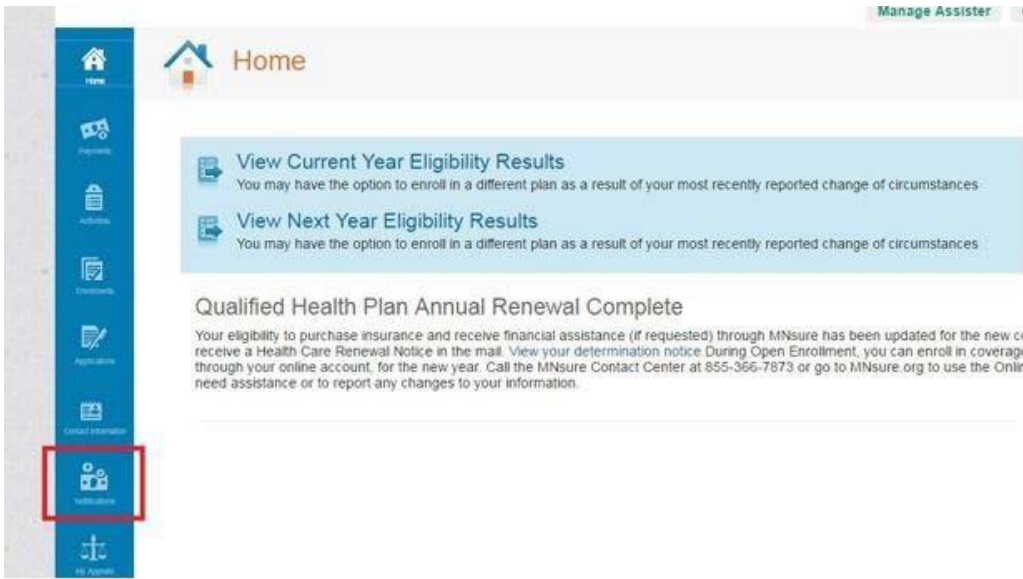 Manage Assister
Home
Home
Payments
Activities
Enrollments
Applications
Contact Information
Notifications
My Appeals
View Current Year Eligibility Results
You may have the option to enroll in a different plan as a result of your most recently reported change of circumstances
View Next Year Eligibility Results
You may have the option to enroll in a different plan as a result of your most recently reported change of circumstances
Qualified Health Plan Annual Renewal Complete
Your eligibility to purchase insurance and receive financial assistance (if requested) through MNsure has been updated for the new
receive a Health Care Renewal Notice in the mail. View your determination notice During Open Enrollment, you can enroll in coverage
through your online account, for the new year. Call the MNsure Contact Center at 855-366-7873 or go to MNsure.org to use the
need assistance or to report any changes to your information.